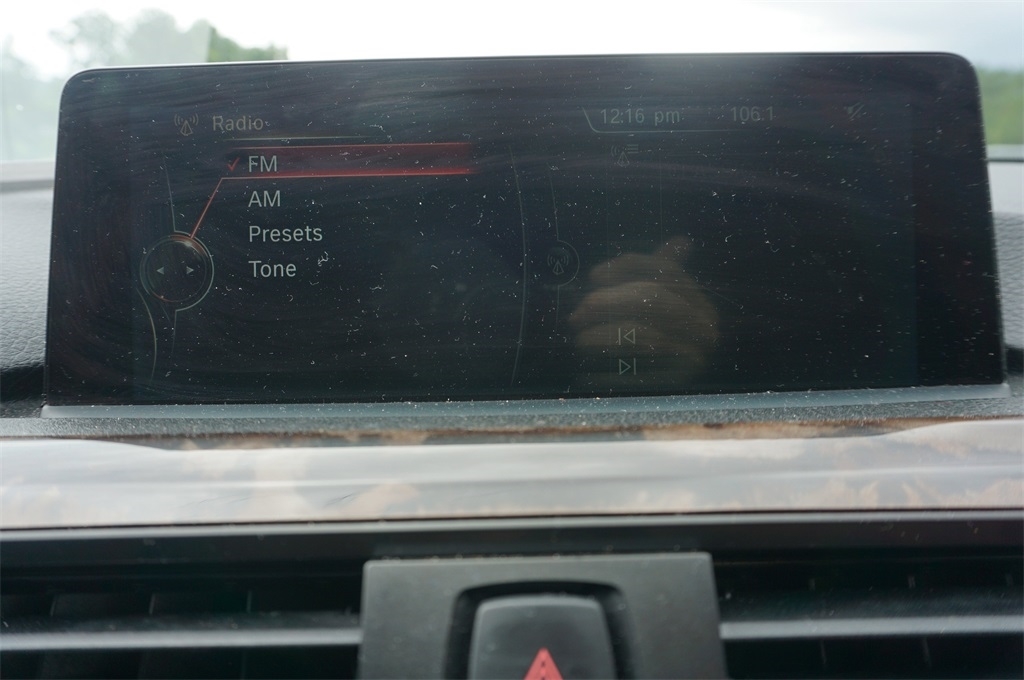 Radio
12:16 pm 106.1
FM
AM
Presets
Tone